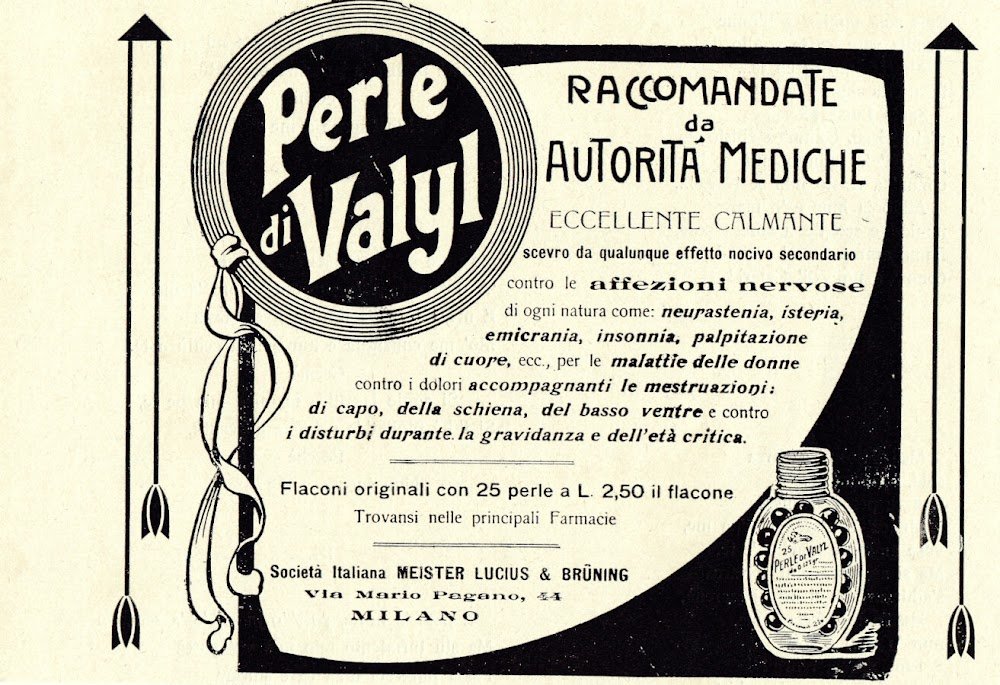 Perle
di Valyl
RACCOMANDATE
da
AUTORITÀ MEDICHE
ECCELLENTE CALMANTE
scevro da qualunque effetto nocivo secondario
contro le affezioni nervose
di ogni natura come: neurastenia, isteria,
emicrania, insonnia, palpitazione
di cuore, ecc., per le malattie delle donne
contro i dolori accompagnanti le mestruazioni:
di capo, della schiena, del basso ventre e contro
i disturbi durante la gravidanza e dell'età critica.
Flaconi originali con 25 perle a L. 2,50 il flacone
Trovansi nelle principali Farmacie
Società Italiana MEISTER LUCIUS & BRÜNING
Via Mario Pagano, 44
MILANO
25
PERLE DI VALYL